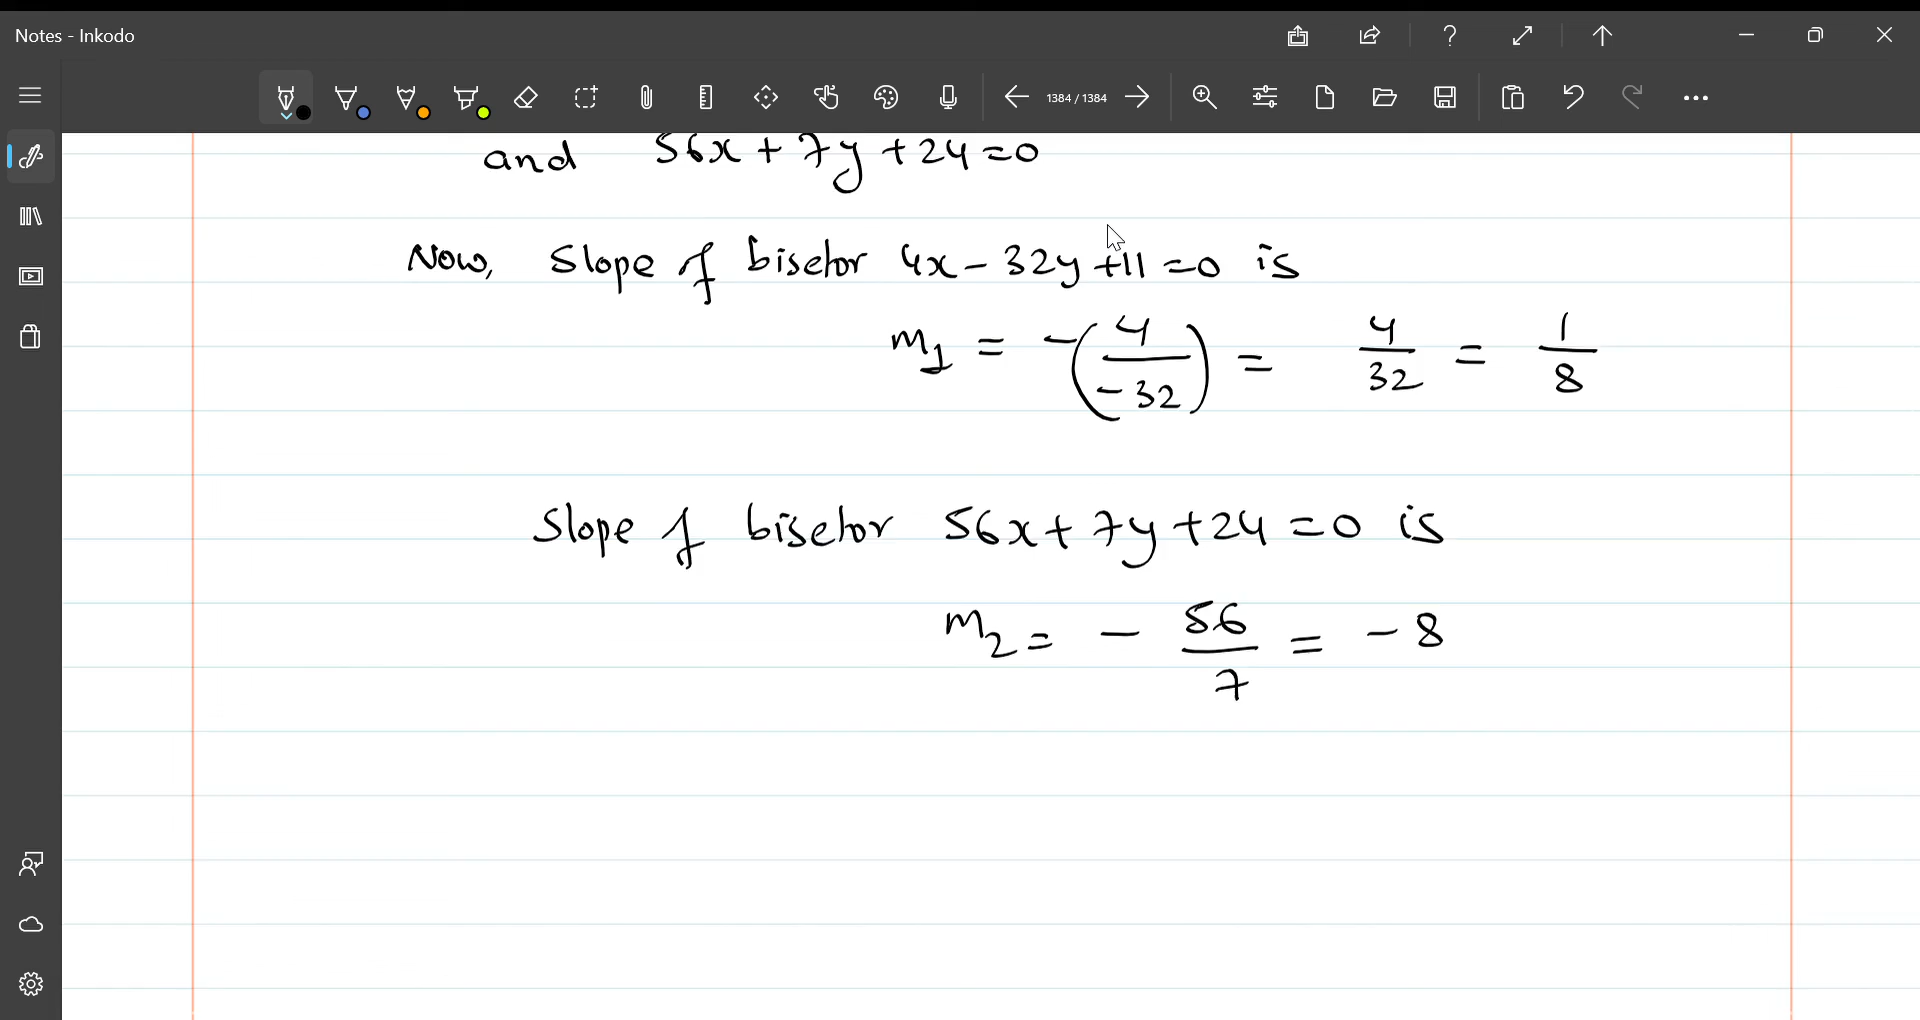 Notes - Inkodo
1384 / 1384
and 56x + 7y + 24 = 0
Now, Slope of bisector 4x - 32y + 11 = 0 is
m₁ = -(4/-32) = 4/32 = 1/8
Slope of bisector 56x + 7y + 24 = 0 is
m₂ = - 56/7 = - 8